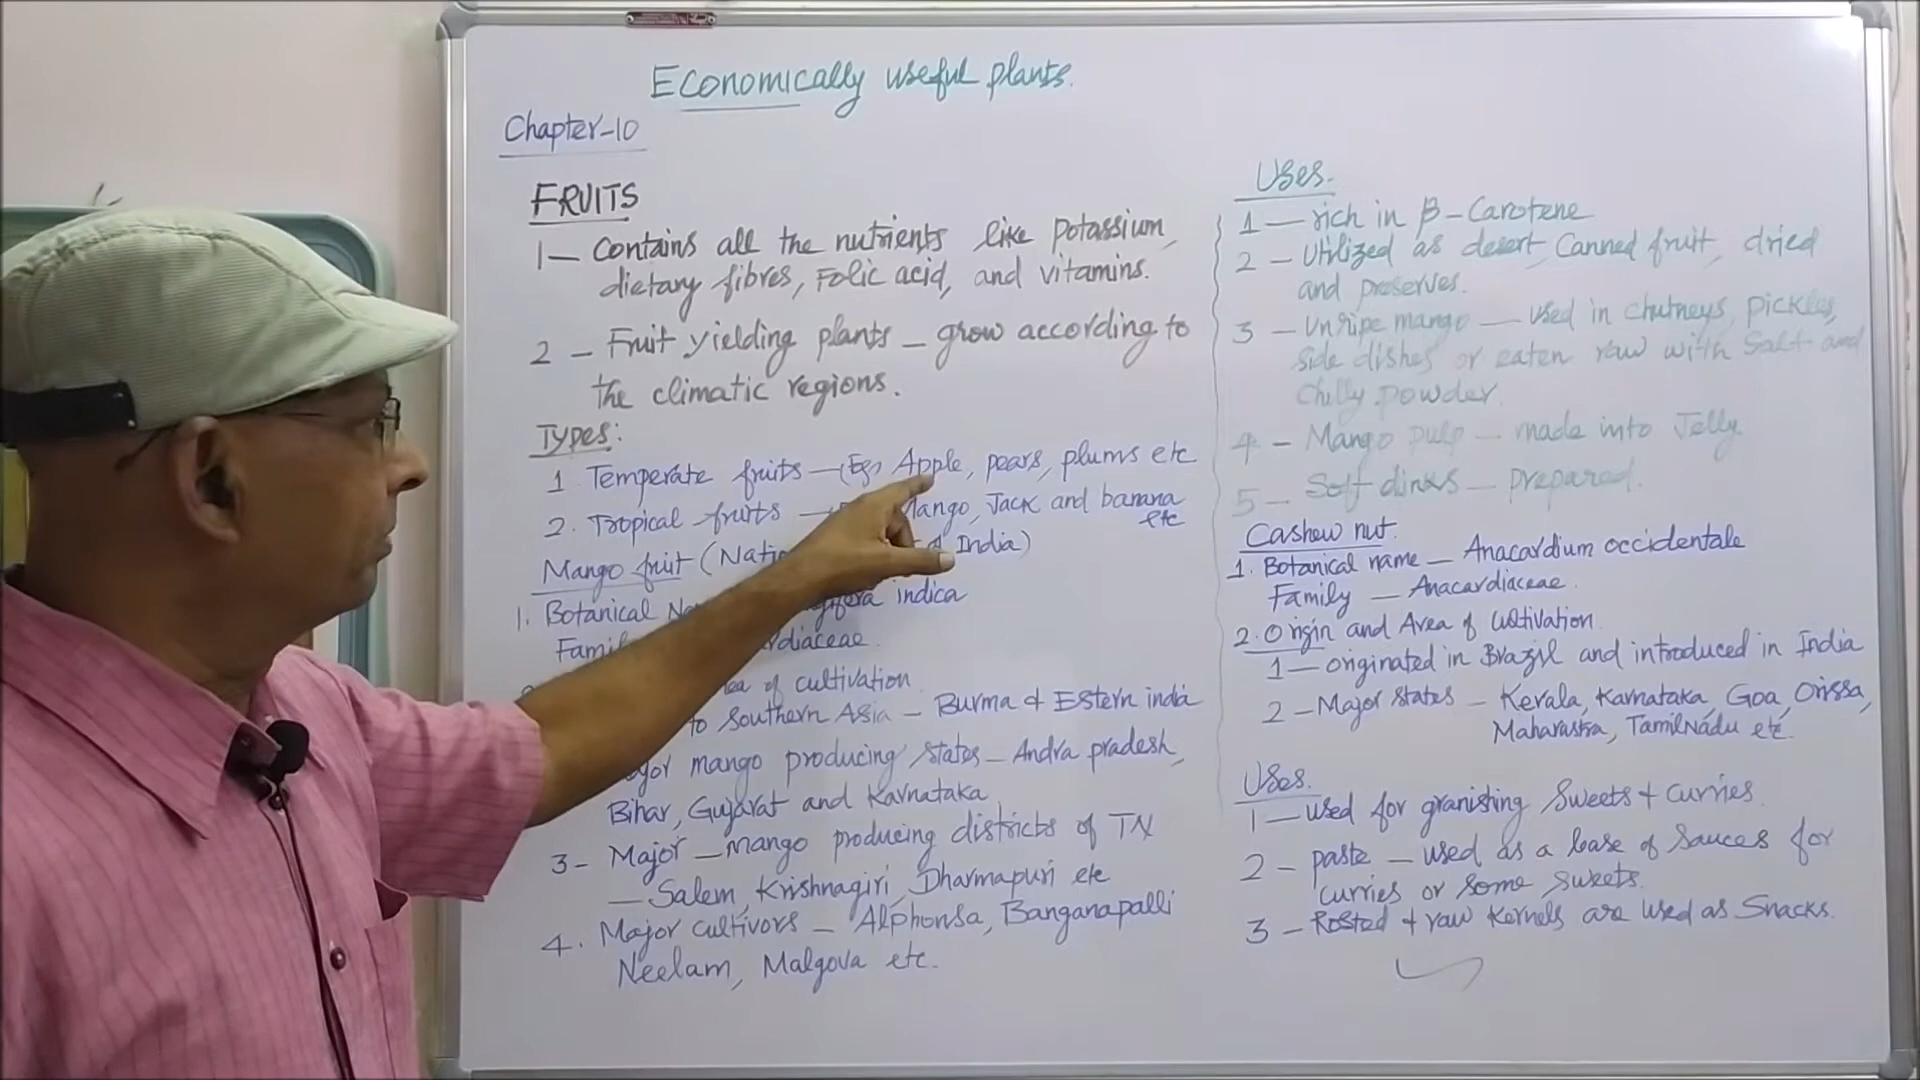 Economically useful plants.
Chapter-10
FRUITS
1 — Contains all the nutrients like potassium,
dietary fibres, Folic acid, and vitamins.
2 - Fruit yielding plants - grow according to
the climatic regions.
Types:
1 Temperate fruits — (Eg) Apple, pears, plums etc
2. Tropical fruits — Mango, Jack and banana
etc
Mango fruit (Natio India)
1. Botanical N indica
Fami rdiaceae.
ea of cultivation
to Southern Asia - Burma & Estern india
jor mango producing states - Andra pradesh,
Bihar, Gujarat and Karnataka
3 - Major - mango producing districts of TN
— Salem, Krishnagiri, Dharmapuri etc
4. Major cultivors - Alphonsa, Banganapalli
Neelam, Malgova etc.
Uses.
1 — rich in β - Carotene
2 - Utilized as desert, Canned fruit, dried
and preserves.
3 - Unripe mango — used in chutneys, pickles,
side dishes or eaten raw with Salt and
Chilly powder.
4 - Mango pulp - made into Jelly
5 - Soft dinks - prepared.
Cashew nut.
1. Botanical name - Anacardium occidentale
Family - Anacardiaceae.
2. Origin and Area of cultivation
1 — originated in Brazil and introduced in India
2 - Major states - Kerala, Karnataka, Goa, Orissa,
Maharastra, TamilNadu etc.
Uses.
1 — used for granishing Sweets + curries
2 - paste - used as a base of sauces for
curries or some sweets.
3 - Rosted + raw kernels are used as Snacks.